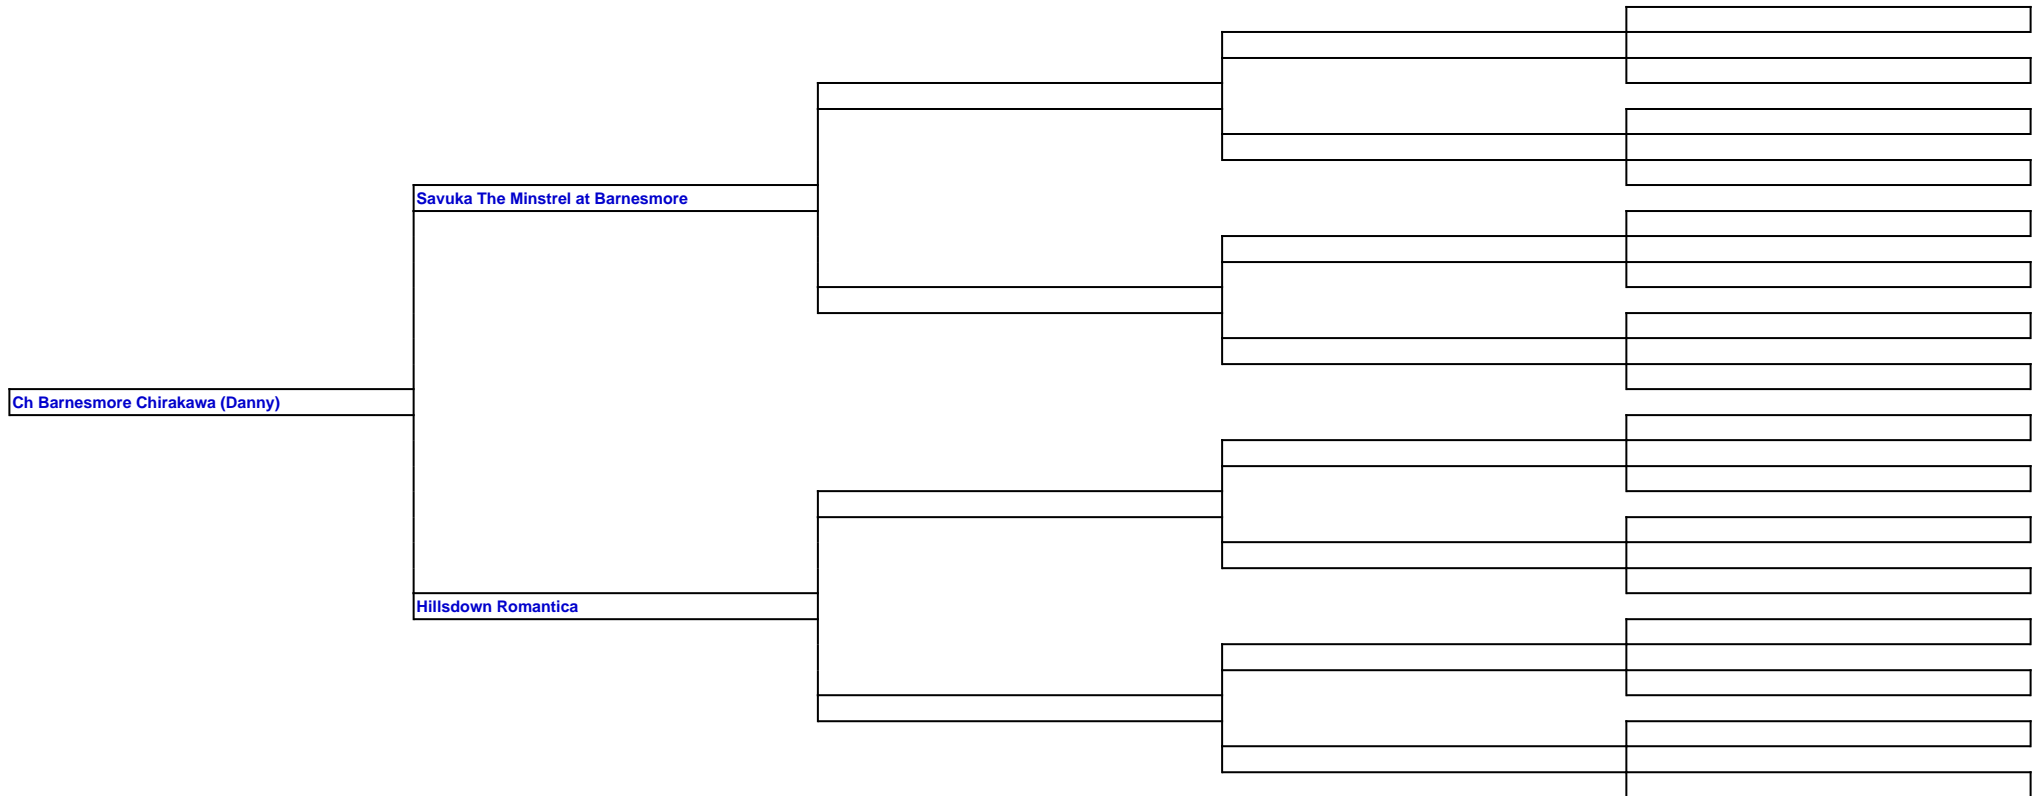 Savuka The Minstrel at Barnesmore
Ch Barnesmore Chirakawa (Danny)
Hillsdown Romantica